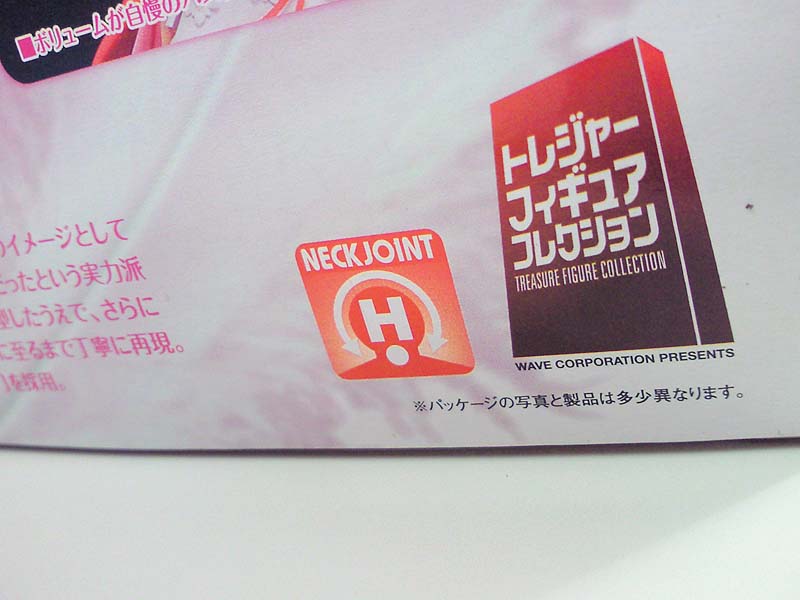 ■ボリュームが自慢の
イメージとして
ったという実力派
したうえで、さらに
に至るまで丁寧に再現。
を採用。
NECK JOINT
H
トレジャー
フィギュア
コレクション
TREASURE FIGURE COLLECTION
WAVE CORPORATION PRESENTS
※パッケージの写真と製品は多少異なります。